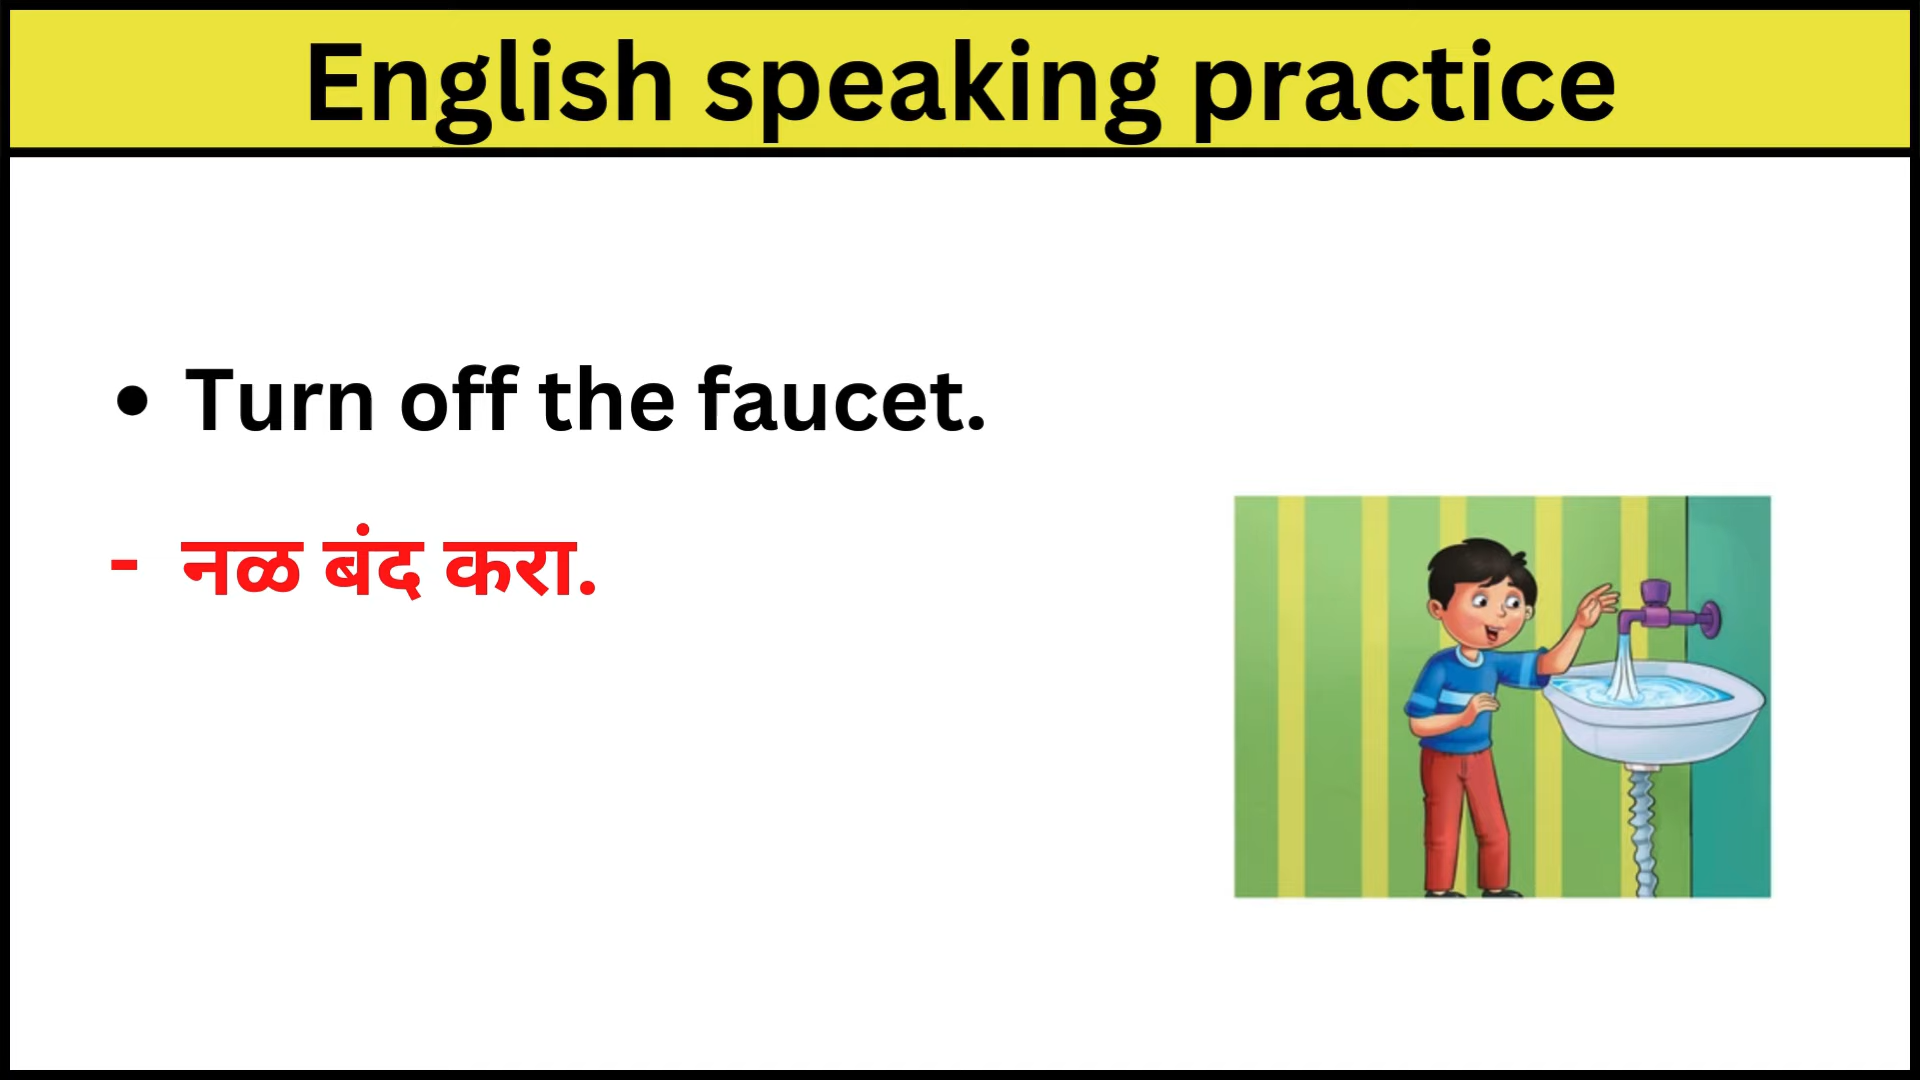 English speaking practice
• Turn off the faucet.
- नळ बंद करा.